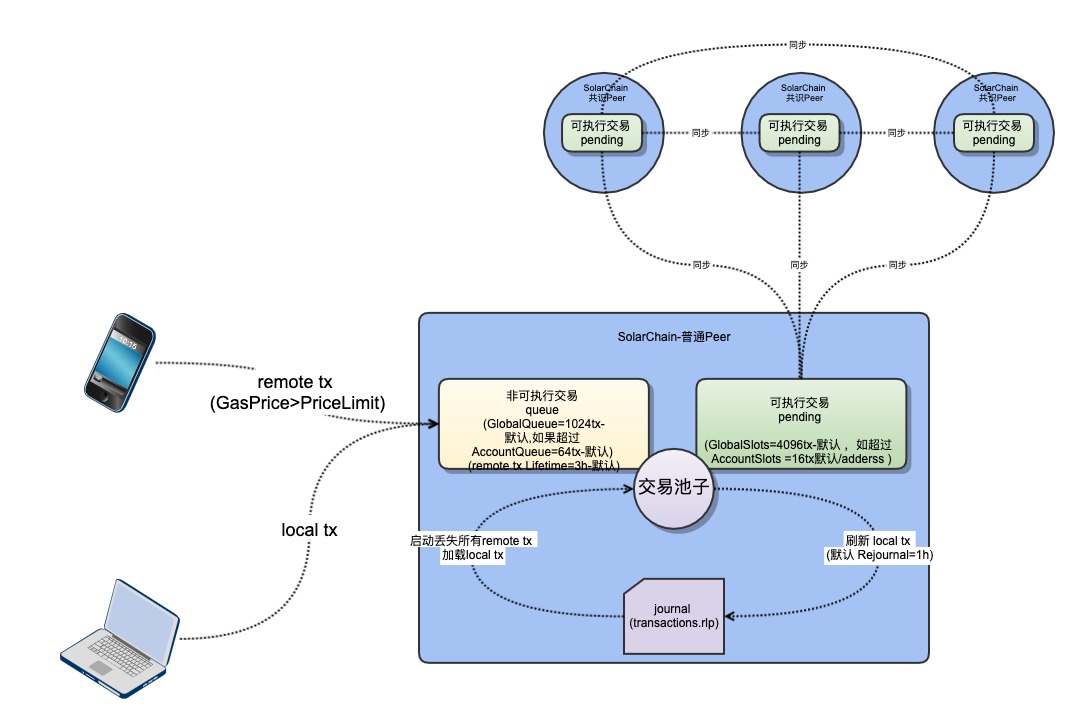 同步
SolarChain
共识Peer
可执行交易
pending
同步
SolarChain
共识Peer
可执行交易
pending
同步
SolarChain
共识Peer
可执行交易
pending
同步
同步
同步
SolarChain-普通Peer
10:15
remote tx
(GasPrice>PriceLimit)
非可执行交易
queue
(GlobalQueue=1024tx-
默认,如果超过
AccountQueue=64tx-默认)
(remote tx Lifetime=3h-默认)
可执行交易
pending
(GlobalSlots=4096tx-默认 ，如超过
AccountSlots =16tx默认/adderss )
交易池子
local tx
启动丢失所有remote tx
加载local tx
刷新 local tx
(默认 Rejournal=1h)
journal
(transactions.rlp)